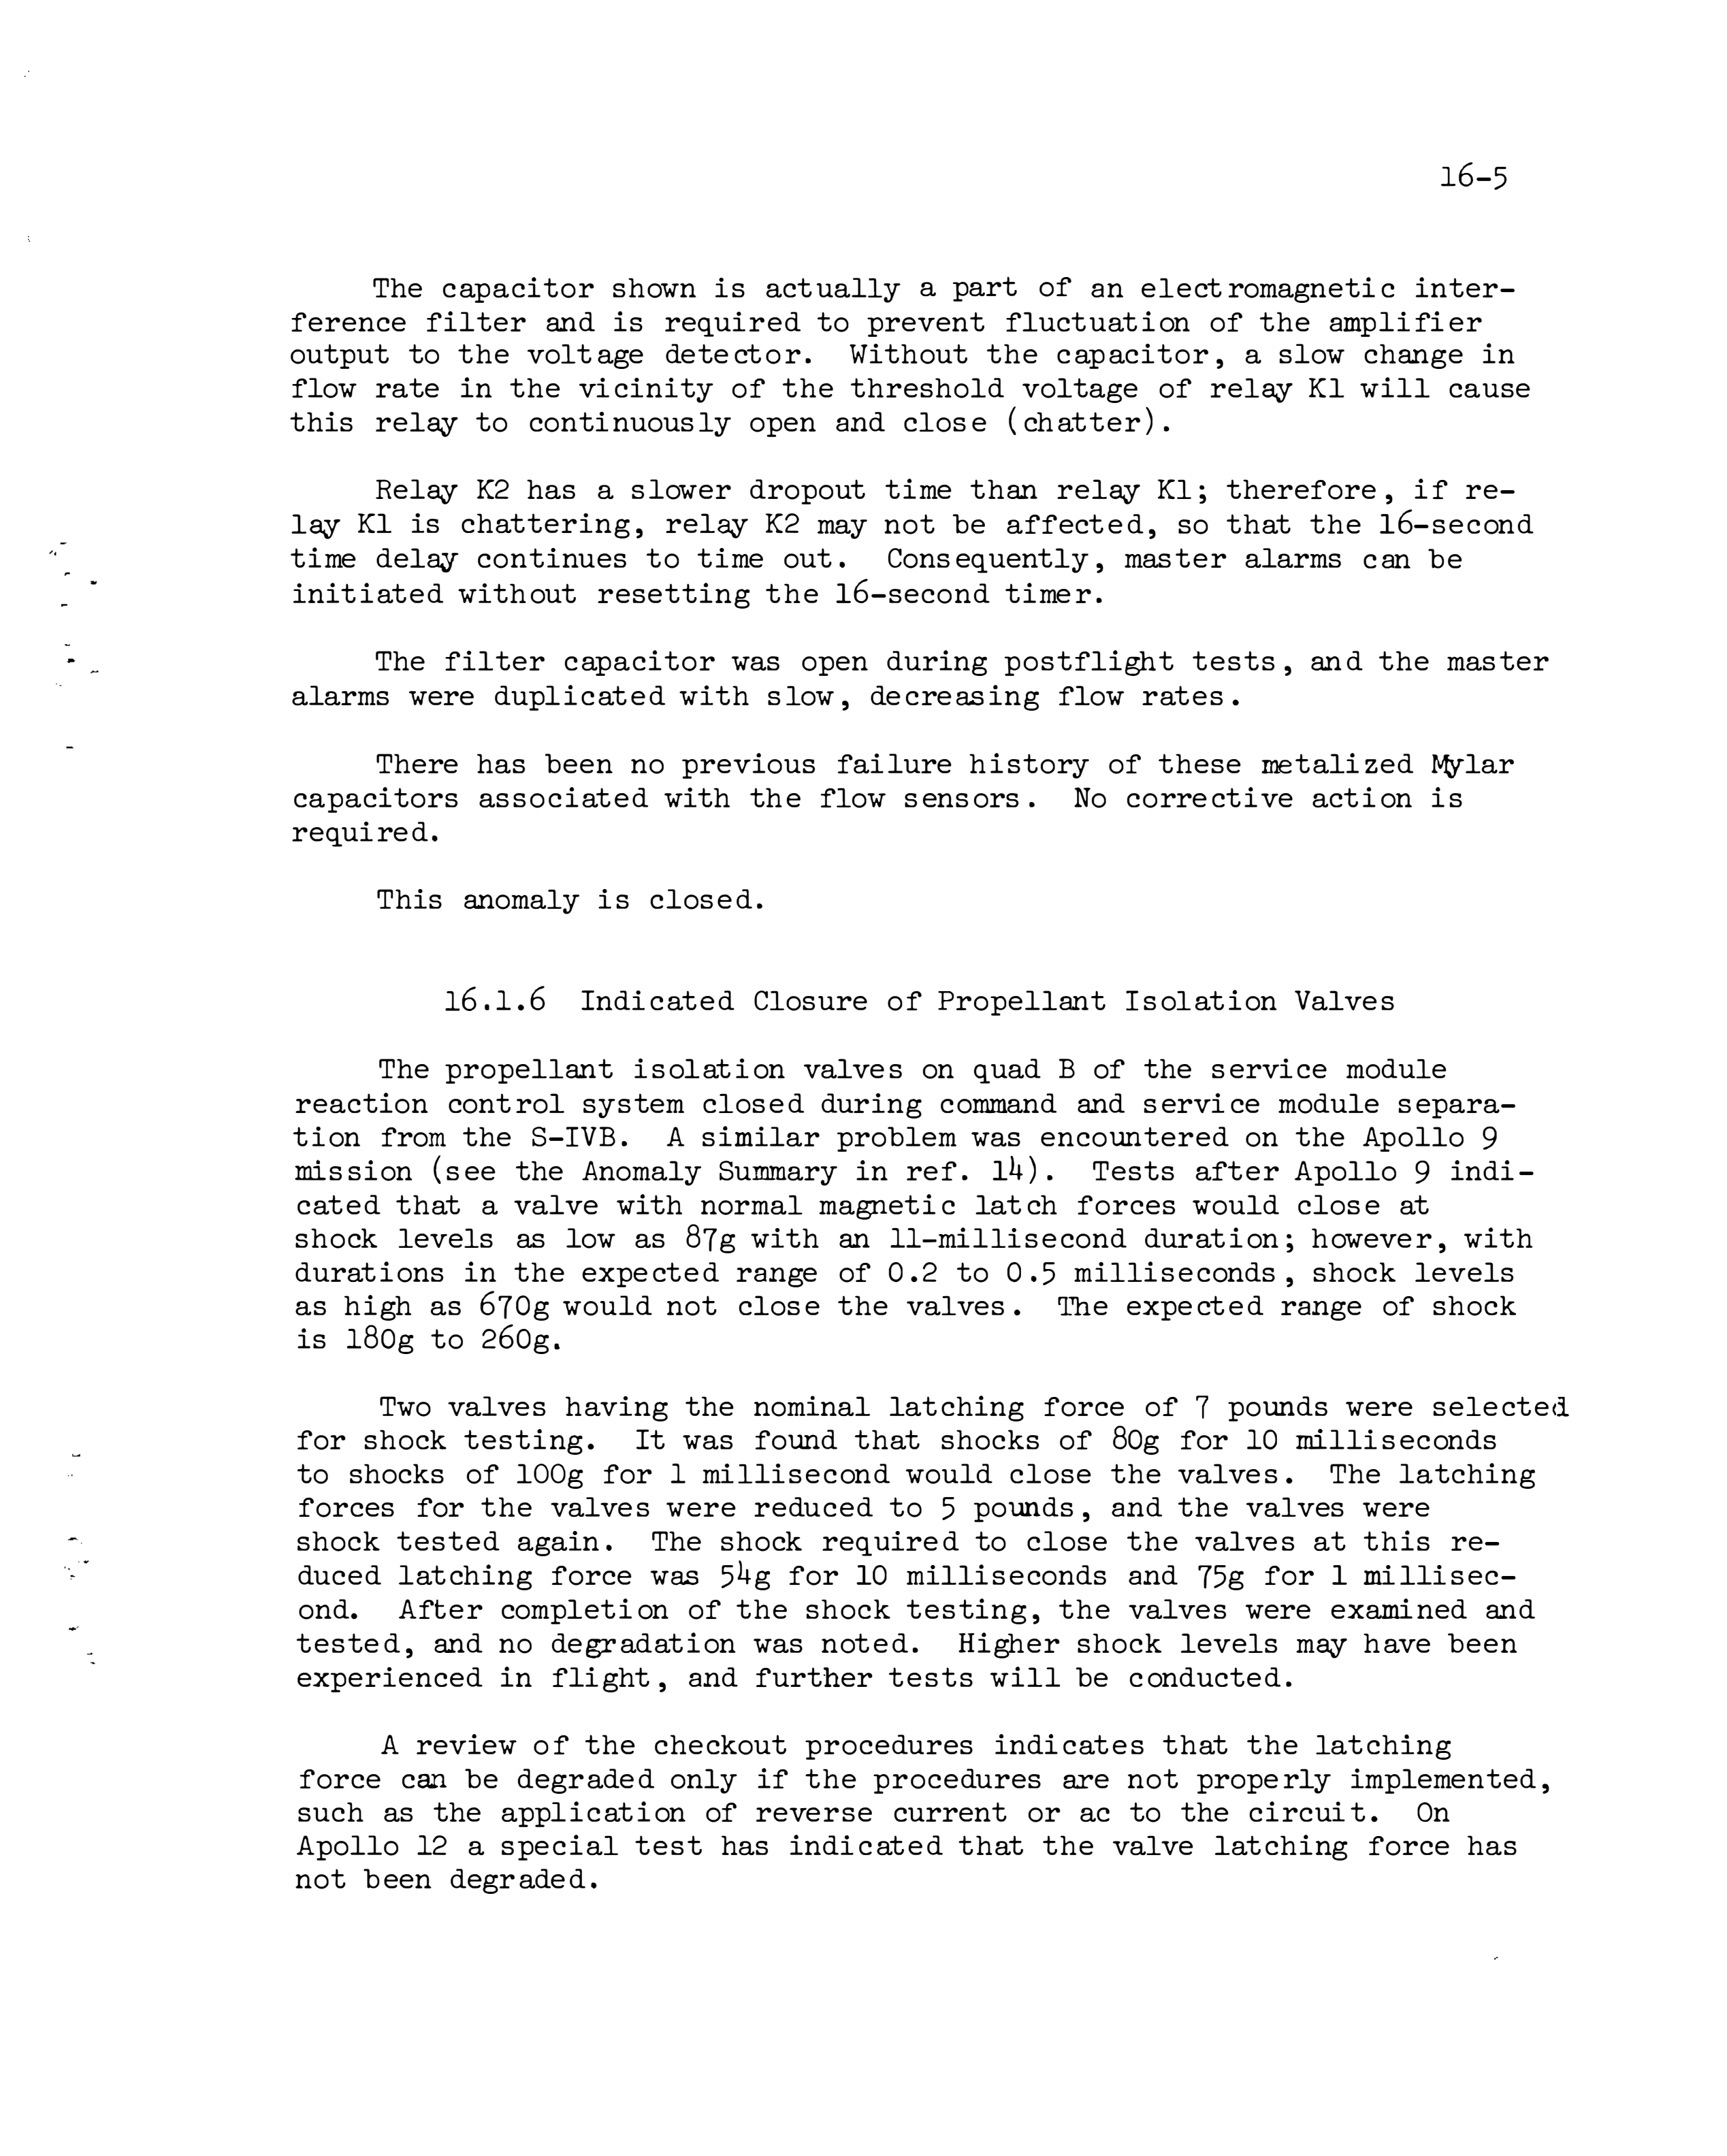 16-5
The capacitor shown is actually a part of an electromagnetic inter-
ference filter and is required to prevent fluctuation of the amplifier
output to the voltage detector. Without the capacitor, a slow change in
flow rate in the vicinity of the threshold voltage of relay K1 will cause
this relay to continuously open and close (chatter).
Relay K2 has a slower dropout time than relay K1; therefore, if re-
lay K1 is chattering, relay K2 may not be affected, so that the 16-second
time delay continues to time out. Consequently, master alarms can be
initiated without resetting the 16-second timer.
The filter capacitor was open during postflight tests, and the master
alarms were duplicated with slow, decreasing flow rates.
There has been no previous failure history of these metalized Mylar
capacitors associated with the flow sensors. No corrective action is
required.
This anomaly is closed.
16.1.6 Indicated Closure of Propellant Isolation Valves
The propellant isolation valves on quad B of the service module
reaction control system closed during command and service module separa-
tion from the S-IVB. A similar problem was encountered on the Apollo 9
mission (see the Anomaly Summary in ref. 14). Tests after Apollo 9 indi-
cated that a valve with normal magnetic latch forces would close at
shock levels as low as 87g with an 11-millisecond duration; however, with
durations in the expected range of 0.2 to 0.5 milliseconds, shock levels
as high as 670g would not close the valves. The expected range of shock
is 180g to 260g.
Two valves having the nominal latching force of 7 pounds were selected
for shock testing. It was found that shocks of 80g for 10 milliseconds
to shocks of 100g for 1 millisecond would close the valves. The latching
forces for the valves were reduced to 5 pounds, and the valves were
shock tested again. The shock required to close the valves at this re-
duced latching force was 54g for 10 milliseconds and 75g for 1 millisec-
ond. After completion of the shock testing, the valves were examined and
tested, and no degradation was noted. Higher shock levels may have been
experienced in flight, and further tests will be conducted.
A review of the checkout procedures indicates that the latching
force can be degraded only if the procedures are not properly implemented,
such as the application of reverse current or ac to the circuit. On
Apollo 12 a special test has indicated that the valve latching force has
not been degraded.